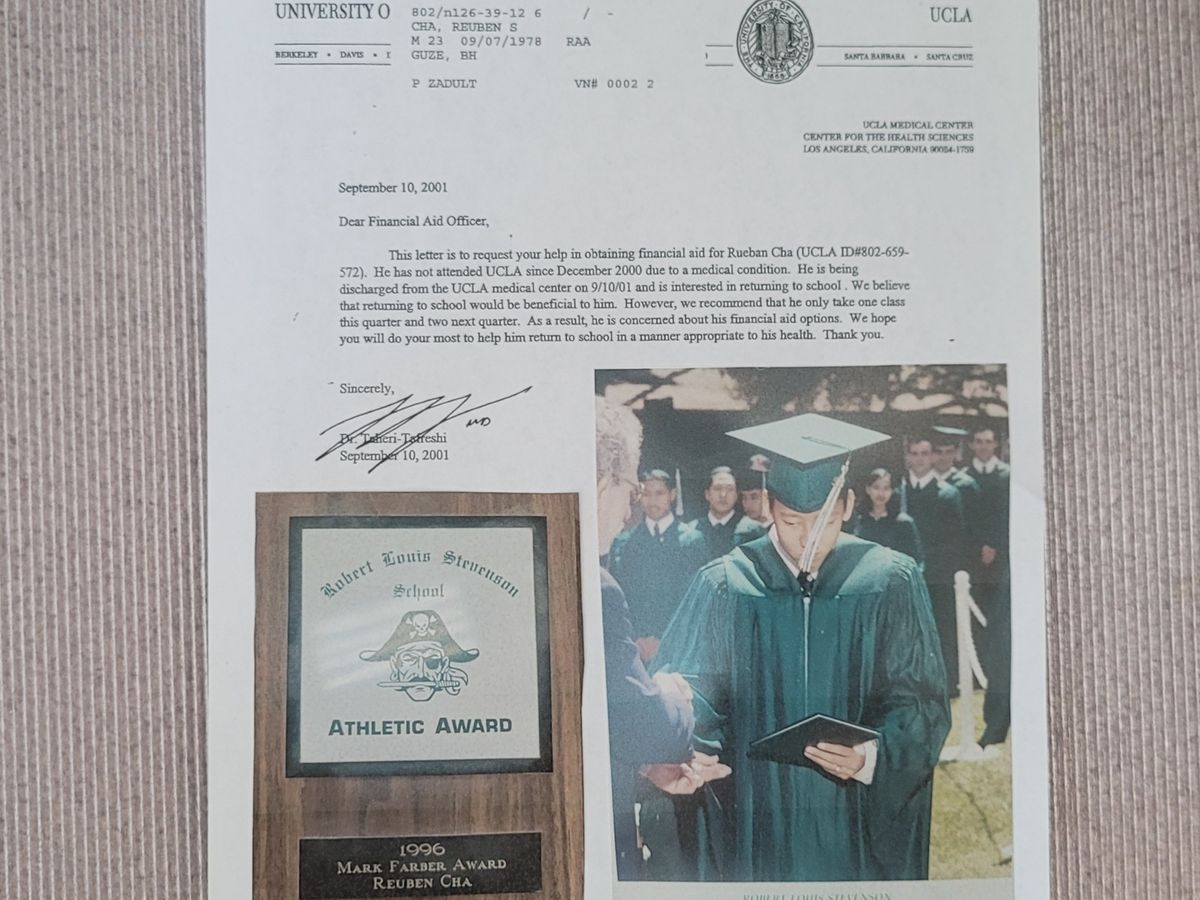 UNIVERSITY O
802/n126-39-12 6 / -
CHA, REUBEN S
M 23 09/07/1978 RAA
GUZE, BH
P ZADULT VN# 0002 2
BERKELEY • DAVIS • I
THE UNIVERSITY OF CALIFORNIA
1868
UCLA
SANTA BARBARA • SANTA CRUZ
UCLA MEDICAL CENTER
CENTER FOR THE HEALTH SCIENCES
LOS ANGELES, CALIFORNIA 90024-1759
September 10, 2001
Dear Financial Aid Officer,
This letter is to request your help in obtaining financial aid for Rueban Cha (UCLA ID#802-659-
572). He has not attended UCLA since December 2000 due to a medical condition. He is being
discharged from the UCLA medical center on 9/10/01 and is interested in returning to school . We believe
that returning to school would be beneficial to him. However, we recommend that he only take one class
this quarter and two next quarter. As a result, he is concerned about his financial aid options. We hope
you will do your most to help him return to school in a manner appropriate to his health. Thank you.
Sincerely,
MD
Dr. Taheri-Tafreshi
September 10, 2001
Robert Louis Stevenson
School
ATHLETIC AWARD
1996
MARK FARBER AWARD
REUBEN CHA
ROBERT LOUIS STEVENSON